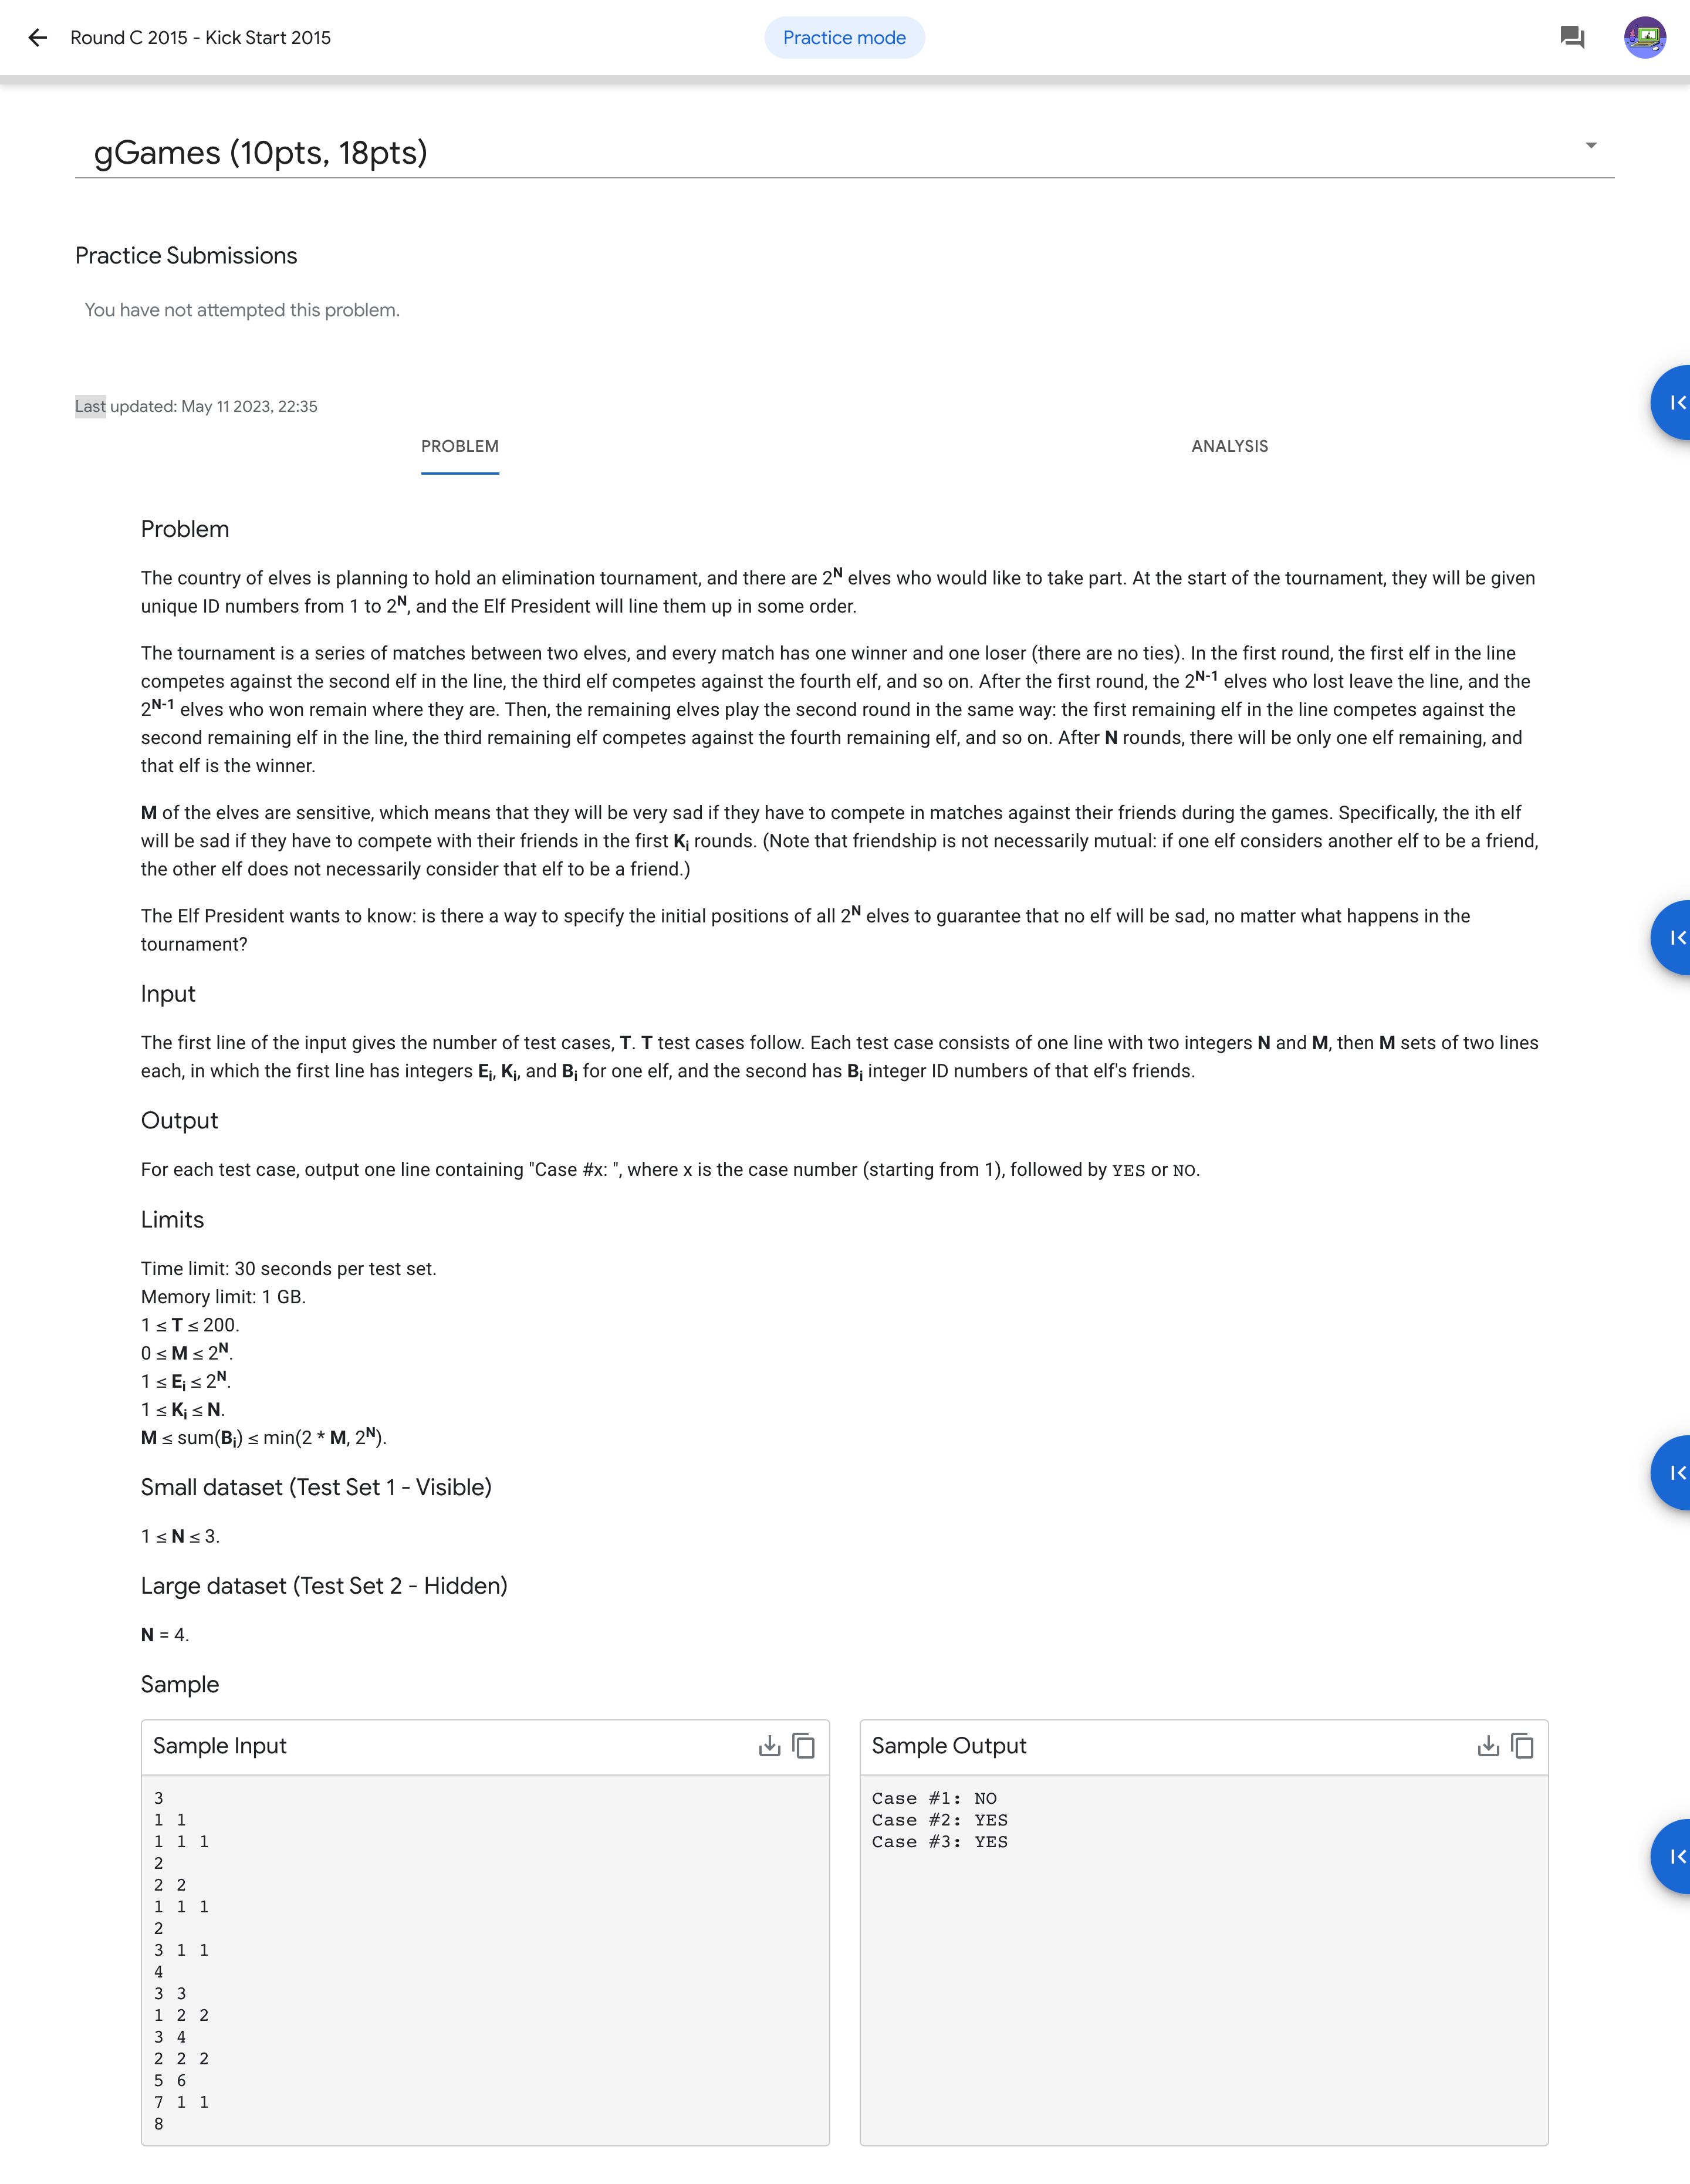 Round C 2015 - Kick Start 2015
Practice mode
gGames (10pts, 18pts)
Practice Submissions
You have not attempted this problem.
Last updated: May 11 2023, 22:35
PROBLEM
ANALYSIS
Problem
The country of elves is planning to hold an elimination tournament, and there are 2^N elves who would like to take part. At the start of the tournament, they will be given
unique ID numbers from 1 to 2^N, and the Elf President will line them up in some order.
The tournament is a series of matches between two elves, and every match has one winner and one loser (there are no ties). In the first round, the first elf in the line
competes against the second elf in the line, the third elf competes against the fourth elf, and so on. After the first round, the 2^N-1 elves who lost leave the line, and the
2^N-1 elves who won remain where they are. Then, the remaining elves play the second round in the same way: the first remaining elf in the line competes against the
second remaining elf in the line, the third remaining elf competes against the fourth remaining elf, and so on. After N rounds, there will be only one elf remaining, and
that elf is the winner.
M of the elves are sensitive, which means that they will be very sad if they have to compete in matches against their friends during the games. Specifically, the ith elf
will be sad if they have to compete with their friends in the first K_i rounds. (Note that friendship is not necessarily mutual: if one elf considers another elf to be a friend,
the other elf does not necessarily consider that elf to be a friend.)
The Elf President wants to know: is there a way to specify the initial positions of all 2^N elves to guarantee that no elf will be sad, no matter what happens in the
tournament?
Input
The first line of the input gives the number of test cases, T. T test cases follow. Each test case consists of one line with two integers N and M, then M sets of two lines
each, in which the first line has integers E_i, K_i, and B_i for one elf, and the second has B_i integer ID numbers of that elf's friends.
Output
For each test case, output one line containing "Case #x: ", where x is the case number (starting from 1), followed by YES or NO.
Limits
Time limit: 30 seconds per test set.
Memory limit: 1 GB.
1 ≤ T ≤ 200.
0 ≤ M ≤ 2^N.
1 ≤ E_i ≤ 2^N.
1 ≤ K_i ≤ N.
M ≤ sum(B_i) ≤ min(2 * M, 2^N).
Small dataset (Test Set 1 - Visible)
1 ≤ N ≤ 3.
Large dataset (Test Set 2 - Hidden)
N = 4.
Sample
Sample Input
3
1 1
1 1 1
2
2 2
1 1 1
2
3 1 1
4
3 3
1 2 2
3 4
2 2 2
5 6
7 1 1
8
Sample Output
Case #1: NO
Case #2: YES
Case #3: YES